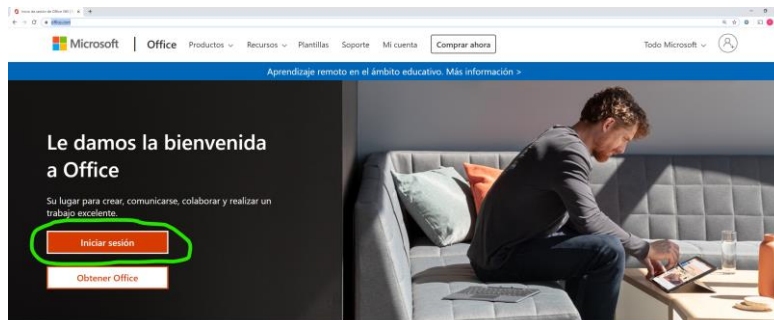 office.com
Microsoft | Office Productos Recursos Plantillas Soporte Mi cuenta Comprar ahora Todo Microsoft
Aprendizaje remoto en el ámbito educativo. Más información >
Le damos la bienvenida
a Office
Su lugar para crear, comunicarse, colaborar y realizar un
trabajo excelente.
Iniciar sesión
Obtener Office